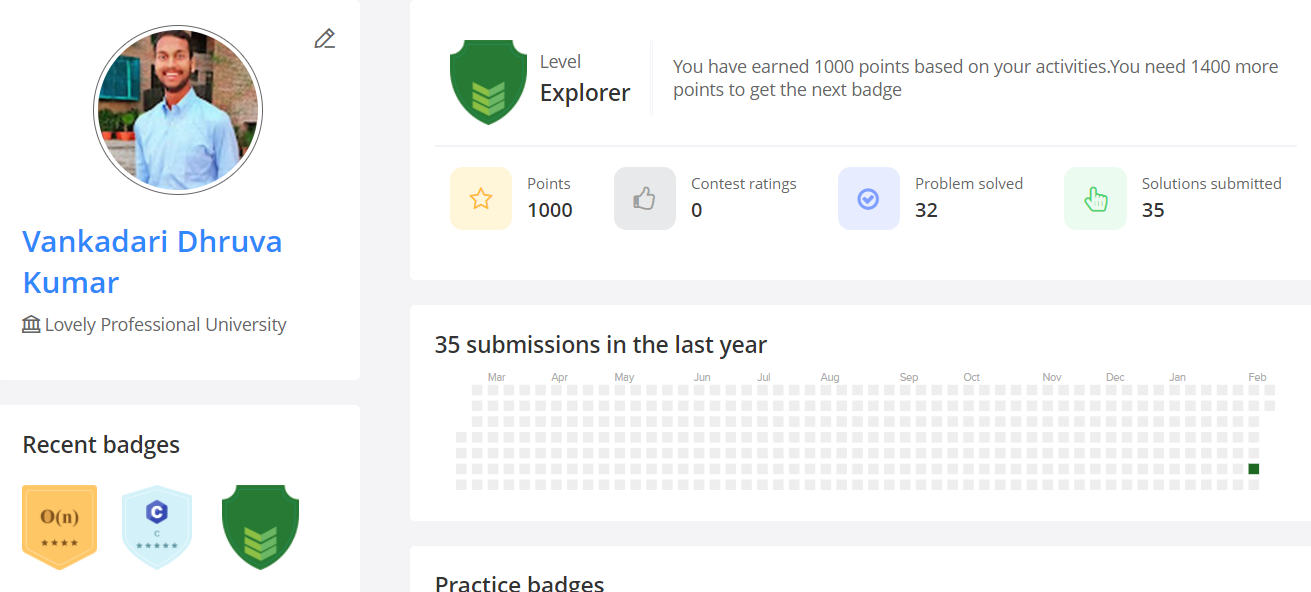 Vankadari Dhruva
Kumar
Lovely Professional University
Recent badges
O(n)
★★★★
C
C
★★★★★
Level
Explorer
You have earned 1000 points based on your activities.You need 1400 more
points to get the next badge
Points
1000
Contest ratings
0
Problem solved
32
Solutions submitted
35
35 submissions in the last year
Mar Apr May Jun Jul Aug Sep Oct Nov Dec Jan Feb
Practice badges